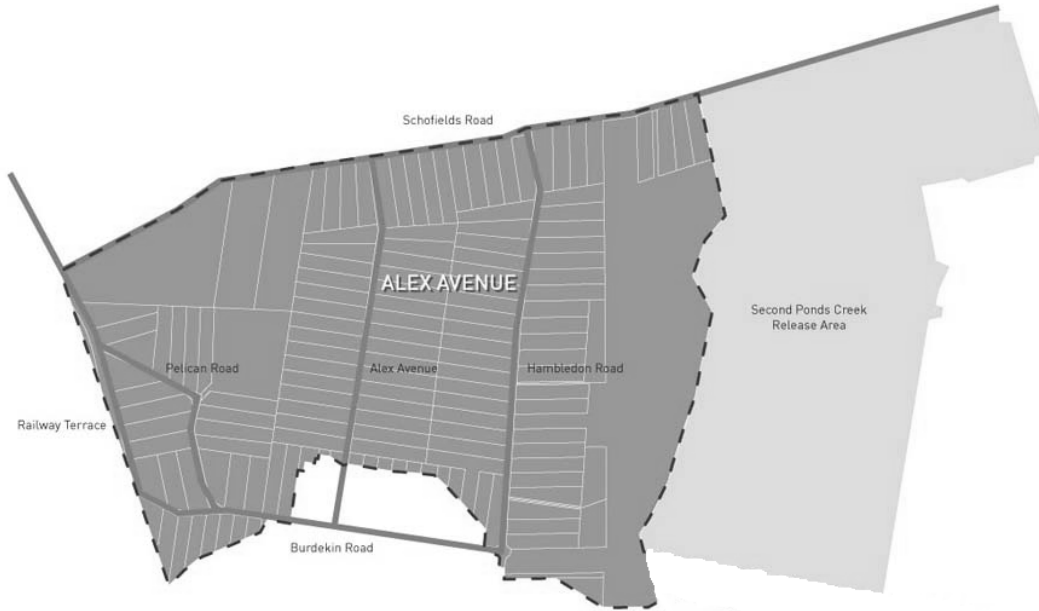 Schofields Road
ALEX AVENUE
Second Ponds Creek
Release Area
Pelican Road
Alex Avenue
Hambledon Road
Railway Terrace
Burdekin Road